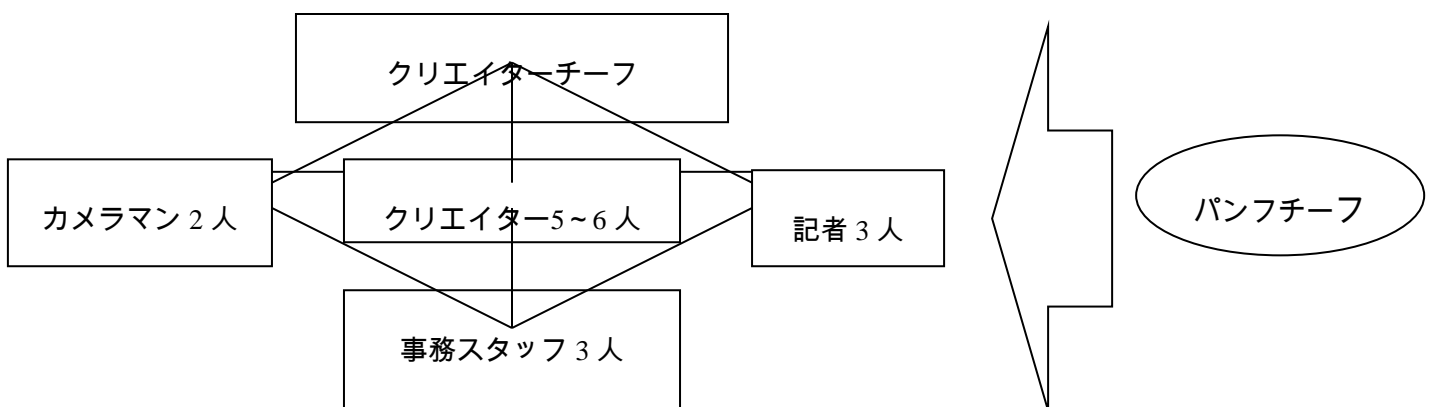 クリエイターチーフ
カメラマン 2 人
クリエイター5~6 人
記者 3 人
パンフチーフ
事務スタッフ 3 人